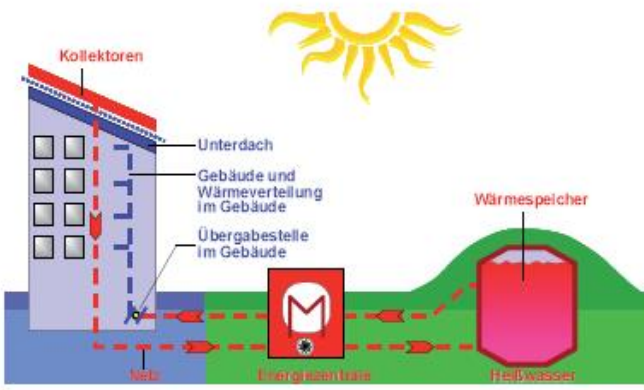 Kollektoren
Unterdach
Gebäude und
Wärmeverteilung
im Gebäude
Wärmespeicher
Übergabestelle
im Gebäude
M
Netz
Energiezentrale
Heißwasser